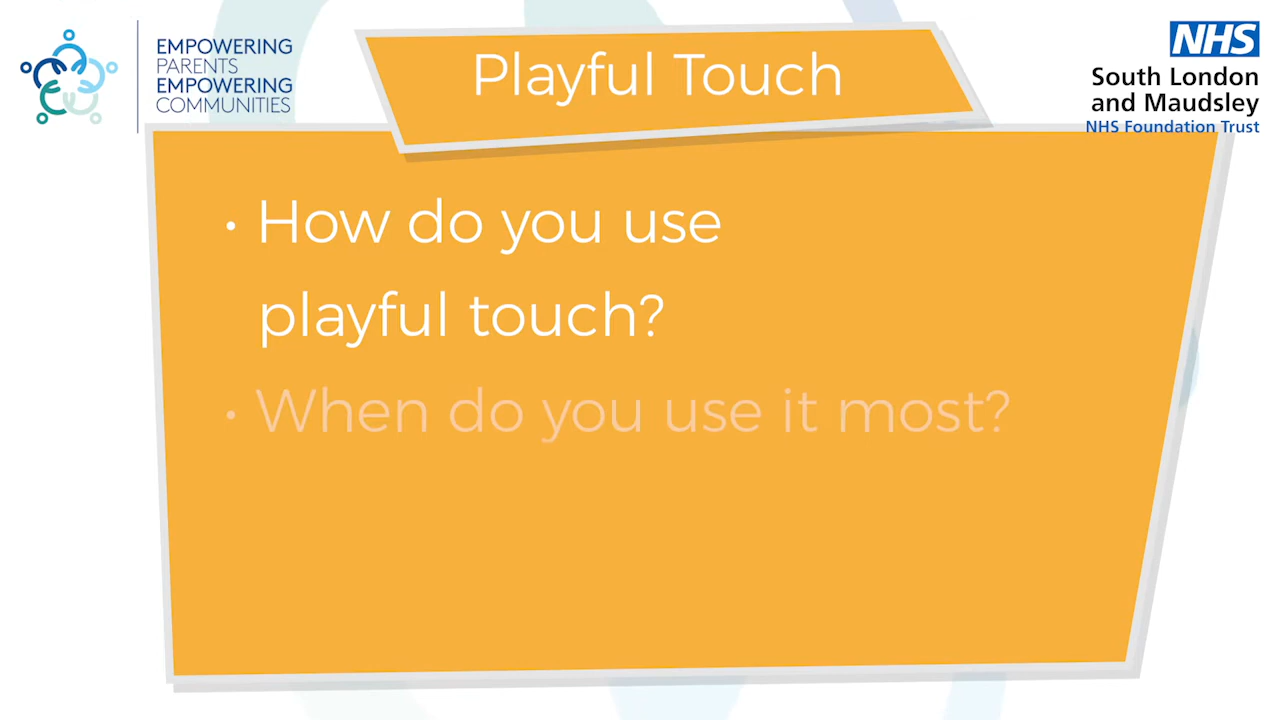 EMPOWERING
PARENTS
EMPOWERING
COMMUNITIES
Playful Touch
NHS
South London
and Maudsley
NHS Foundation Trust
• How do you use
playful touch?
• When do you use it most?